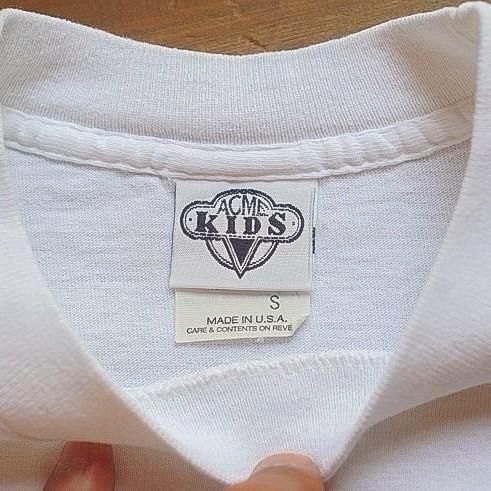 ACME
KIDS
S
MADE IN U.S.A.
CARE & CONTENTS ON REVE